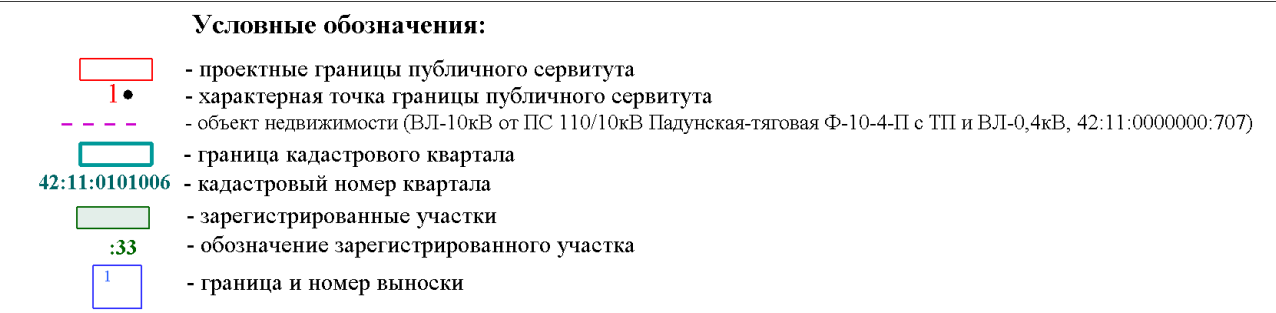 Условные обозначения:
- проектные границы публичного сервитута
1 - характерная точка границы публичного сервитута
- объект недвижимости (ВЛ-10кВ от ПС 110/10кВ Падунская-тяговая Ф-10-4-П с ТП и ВЛ-0,4кВ, 42:11:0000000:707)
- граница кадастрового квартала
42:11:0101006 - кадастровый номер квартала
- зарегистрированные участки
:33 - обозначение зарегистрированного участка
1 - граница и номер выноски